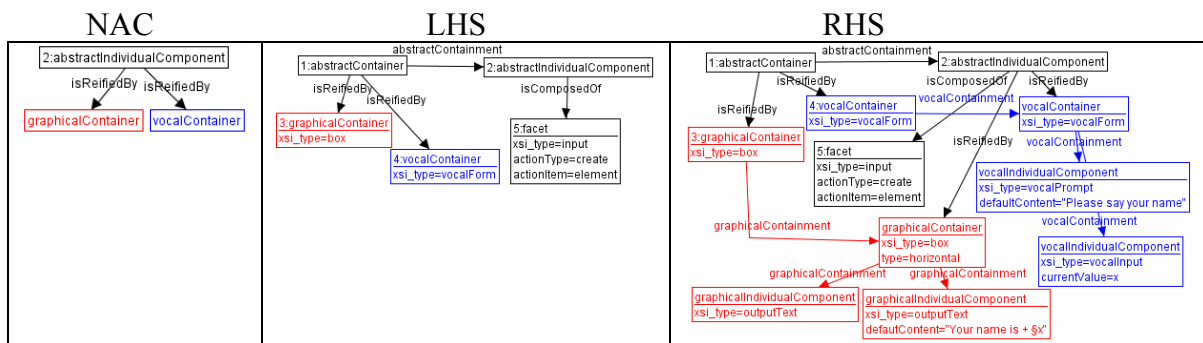 NAC
LHS
RHS
2:abstractIndividualComponent
isReifiedBy
isReifiedBy
graphicalContainer
vocalContainer
abstractContainment
1:abstractContainer
2:abstractIndividualComponent
isReifiedBy
isReifiedBy
isComposedOf
3:graphicalContainer
xsi_type=box
4:vocalContainer
xsi_type=vocalForm
5:facet
xsi_type=input
actionType=create
actionItem=element
abstractContainment
1:abstractContainer
2:abstractIndividualComponent
isReifiedBy
isReifiedBy
isComposedOf
isReifiedBy
isReifiedBy
4:vocalContainer
xsi_type=vocalForm
vocalContainment
vocalContainer
xsi_type=vocalForm
3:graphicalContainer
xsi_type=box
5:facet
xsi_type=input
actionType=create
actionItem=element
vocalContainment
vocalIndividualComponent
xsi_type=vocalPrompt
defaultContent="Please say your name"
vocalContainment
vocalIndividualComponent
xsi_type=vocalInput
currentValue=x
graphicalContainment
graphicalContainer
xsi_type=box
type=horizontal
graphicalContainment
graphicalContainment
graphicalIndividualComponent
xsi_type=outputText
graphicalIndividualComponent
xsi_type=outputText
defautContent="Your name is + §x"